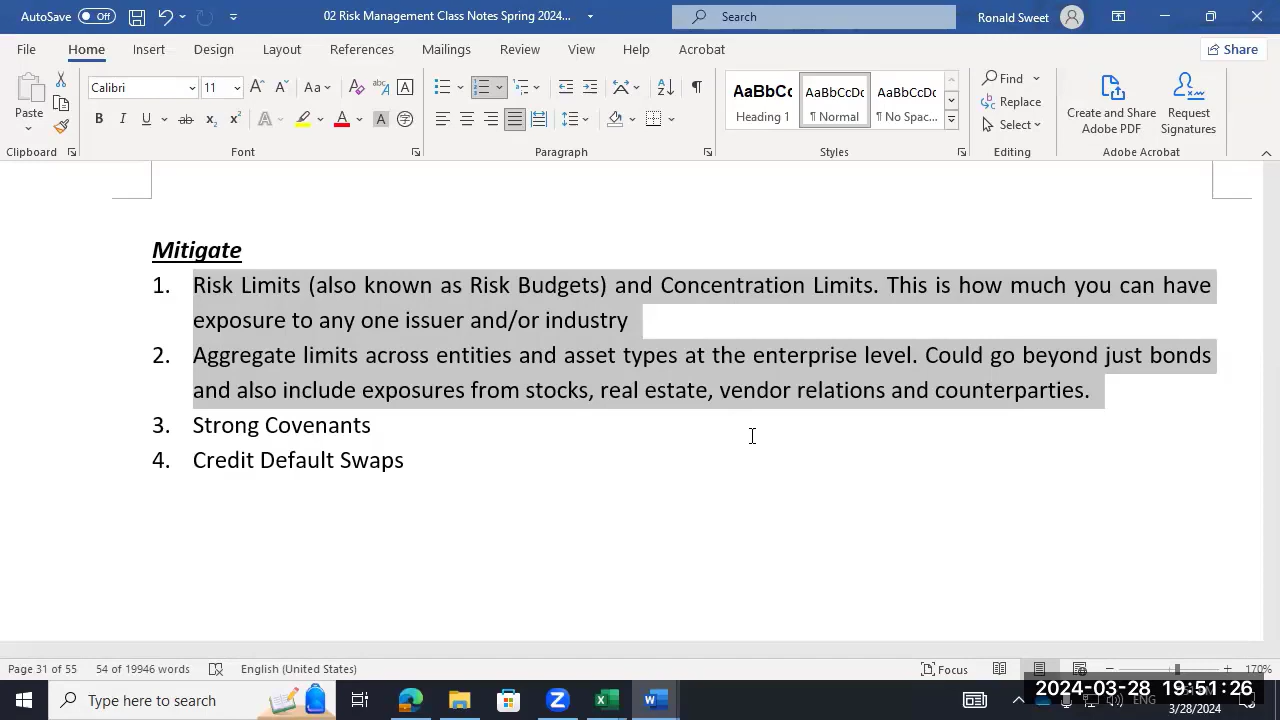 AutoSave Off 02 Risk Management Class Notes Spring 2024... Search Ronald Sweet
File Home Insert Design Layout References Mailings Review View Help Acrobat Share
Paste Calibri 11 Aa A AaBbCc AaBbCcDc AaBbCcDc Find Replace Select
B I U ab x₂ x² A A A Heading 1 ¶ Normal ¶ No Spac... Create and Share Adobe PDF Request Signatures
Clipboard Font Paragraph Styles Editing Adobe Acrobat
Mitigate
1. Risk Limits (also known as Risk Budgets) and Concentration Limits. This is how much you can have
exposure to any one issuer and/or industry
2. Aggregate limits across entities and asset types at the enterprise level. Could go beyond just bonds
and also include exposures from stocks, real estate, vendor relations and counterparties.
3. Strong Covenants
4. Credit Default Swaps
Page 31 of 55 54 of 19946 words English (United States) Focus 170%
Type here to search ENG 2024-03-28 19:51:26
3/28/2024